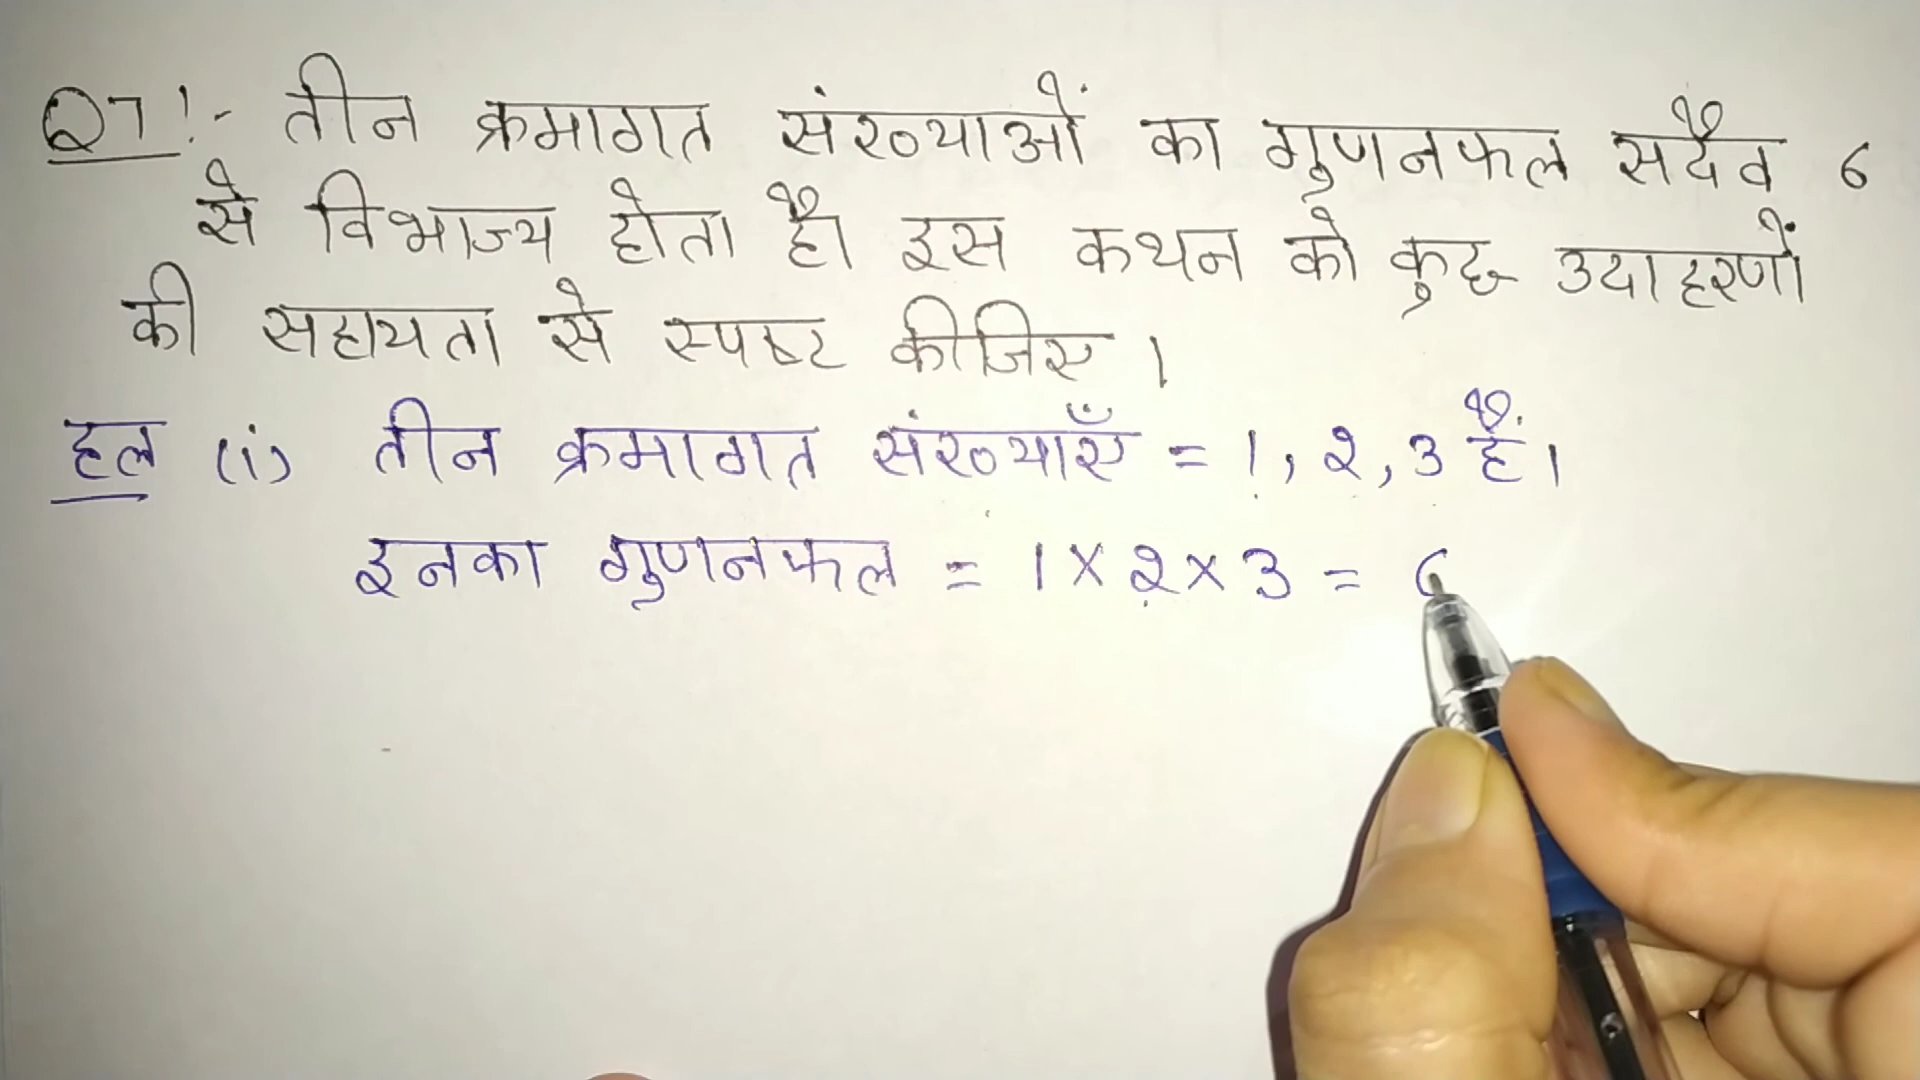 Q7!- तीन क्रमागत संख्याओं का गुणनफल सदैव 6
से विभाज्य होता है। इस कथन को कुछ उदाहरणों
की सहायता से स्पष्ट कीजिए।
हल (i) तीन क्रमागत संख्याएँ = 1, 2, 3 हैं।
इनका गुणनफल = 1 × 2 × 3 = 6